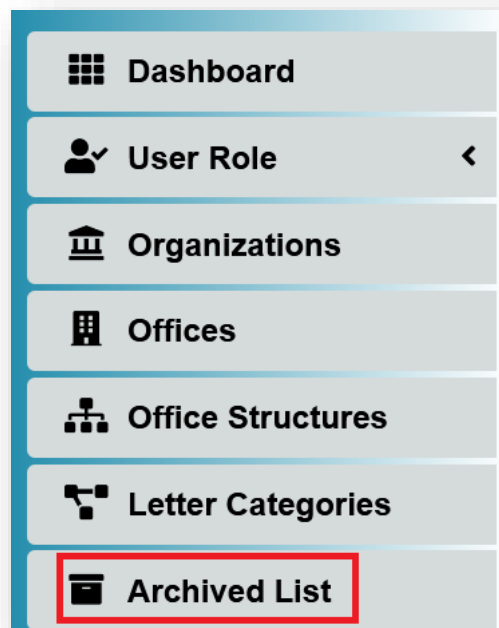 Dashboard
User Role
Organizations
Offices
Office Structures
Letter Categories
Archived List